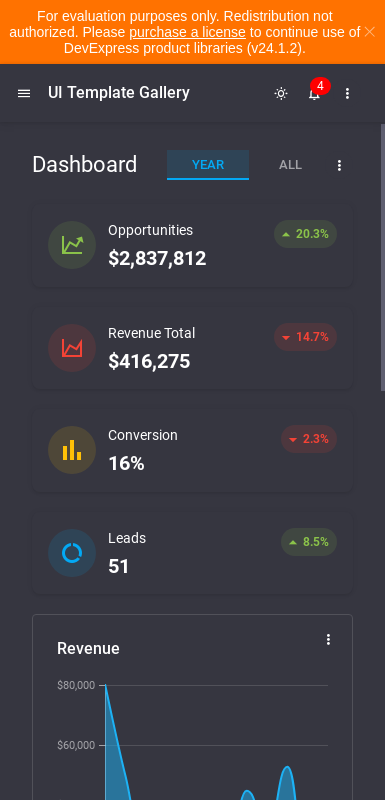 For evaluation purposes only. Redistribution not
authorized. Please purchase a license to continue use of
DevExpress product libraries (v24.1.2).
UI Template Gallery
4
Dashboard
YEAR
ALL
Opportunities
20.3%
$2,837,812
Revenue Total
14.7%
$416,275
Conversion
2.3%
16%
Leads
8.5%
51
Revenue
$80,000
$60,000